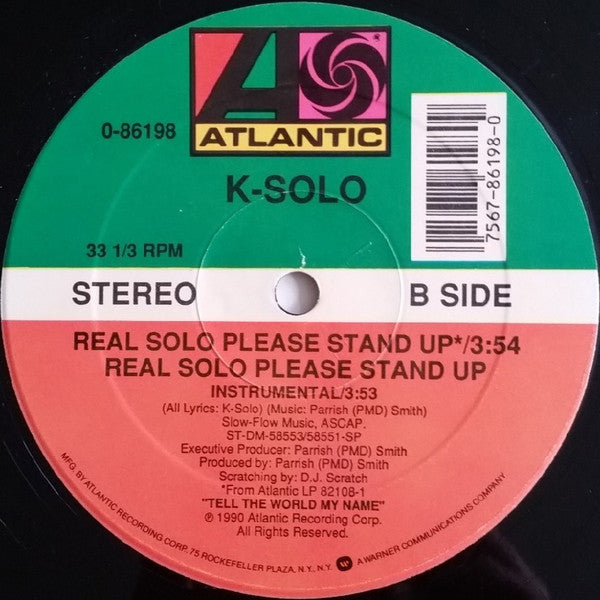 A
ATLANTIC
0-86198
K-SOLO
7567-86198-0
33 1/3 RPM
STEREO
B SIDE
REAL SOLO PLEASE STAND UP*/3:54
REAL SOLO PLEASE STAND UP
INSTRUMENTAL/3:53
(All Lyrics: K-Solo) (Music: Parrish (PMD) Smith)
Slow-Flow Music, ASCAP.
ST-DM-58553/58551-SP
Executive Producer: Parrish (PMD) Smith
Produced by: Parrish (PMD) Smith
Scratching by: D.J. Scratch
*From Atlantic LP 82108-1
"TELL THE WORLD MY NAME"
℗ 1990 Atlantic Recording Corp.
All Rights Reserved.
MFG. BY ATLANTIC RECORDING CORP. 75 ROCKEFELLER PLAZA, N.Y., N.Y. A WARNER COMMUNICATIONS COMPANY